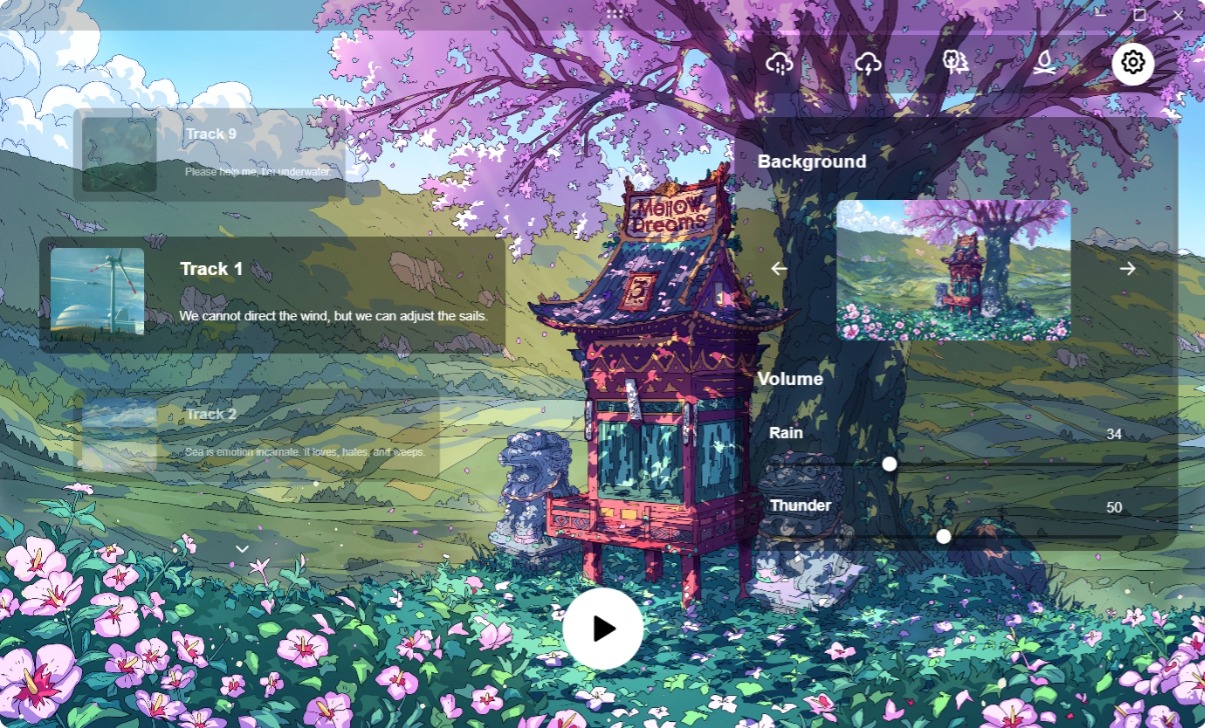 Track 9
Please help me, I'm underwater.
Track 1
We cannot direct the wind, but we can adjust the sails.
Track 2
Sea is emotion incarnate. It loves, hates, and weeps.
Mellow
Dreams
3
Background
Volume
Rain
34
Thunder
50